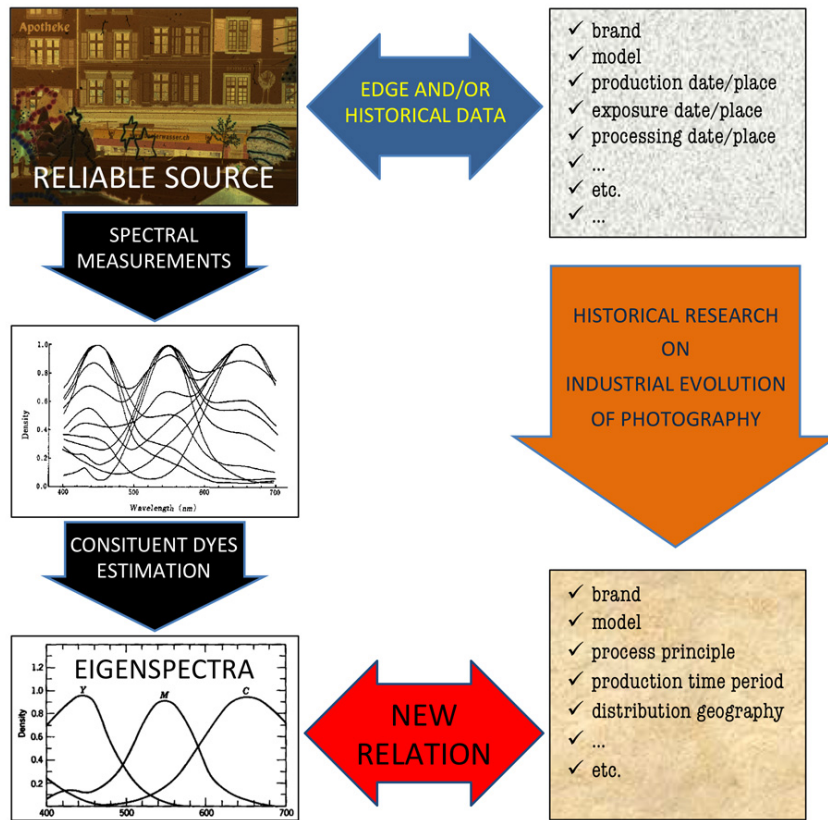 Apotheke
RELIABLE SOURCE
EDGE AND/OR
HISTORICAL DATA
✓ brand
✓ model
✓ production date/place
✓ exposure date/place
✓ processing date/place
✓ ...
✓ etc.
✓ ...
SPECTRAL
MEASUREMENTS
HISTORICAL RESEARCH
ON
INDUSTRIAL EVOLUTION
OF PHOTOGRAPHY
Density
1.0
0.8
0.6
0.4
0.2
0.0
400
500
600
700
Wavelength (nm)
CONSITUENT DYES
ESTIMATION
EIGENSPECTRA
Density
1.2
1.0
0.8
0.6
0.4
0.2
Y
M
C
400
500
600
700
NEW
RELATION
✓ brand
✓ model
✓ process principle
✓ production time period
✓ distribution geography
✓ ...
✓ etc.